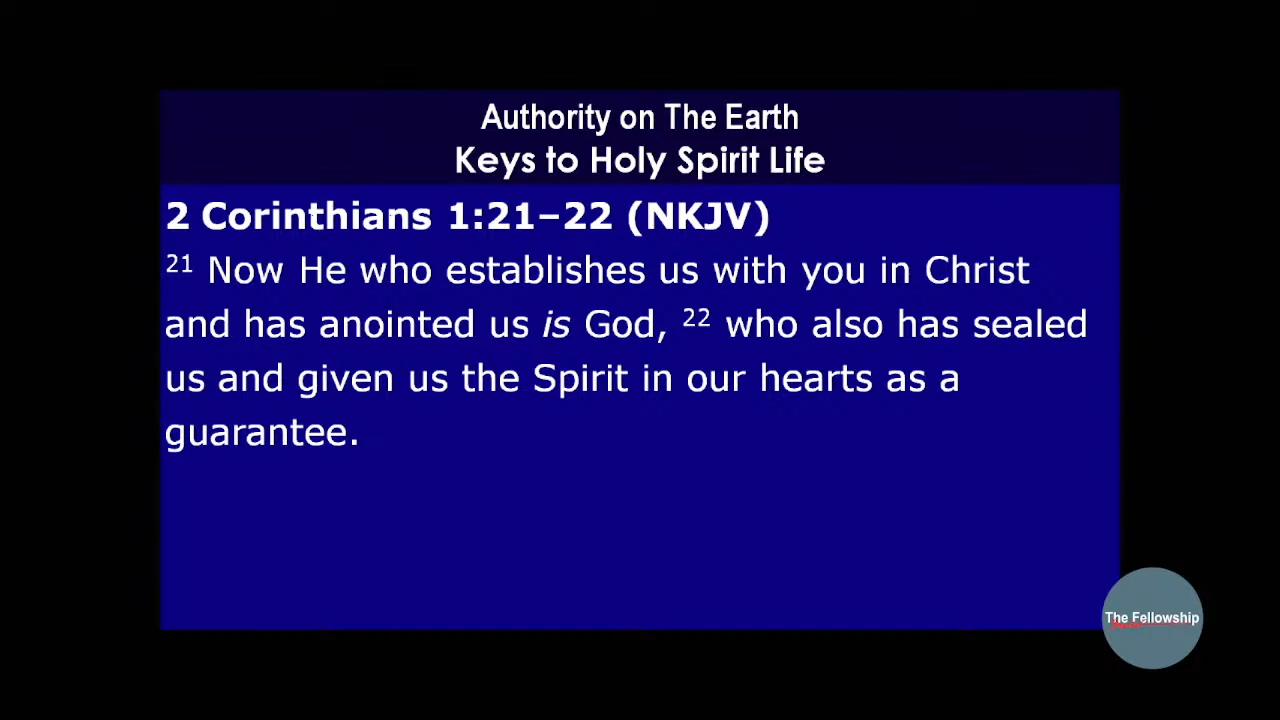 Authority on The Earth
Keys to Holy Spirit Life
2 Corinthians 1:21–22 (NKJV)
21 Now He who establishes us with you in Christ
and has anointed us is God, 22 who also has sealed
us and given us the Spirit in our hearts as a
guarantee.
The Fellowship